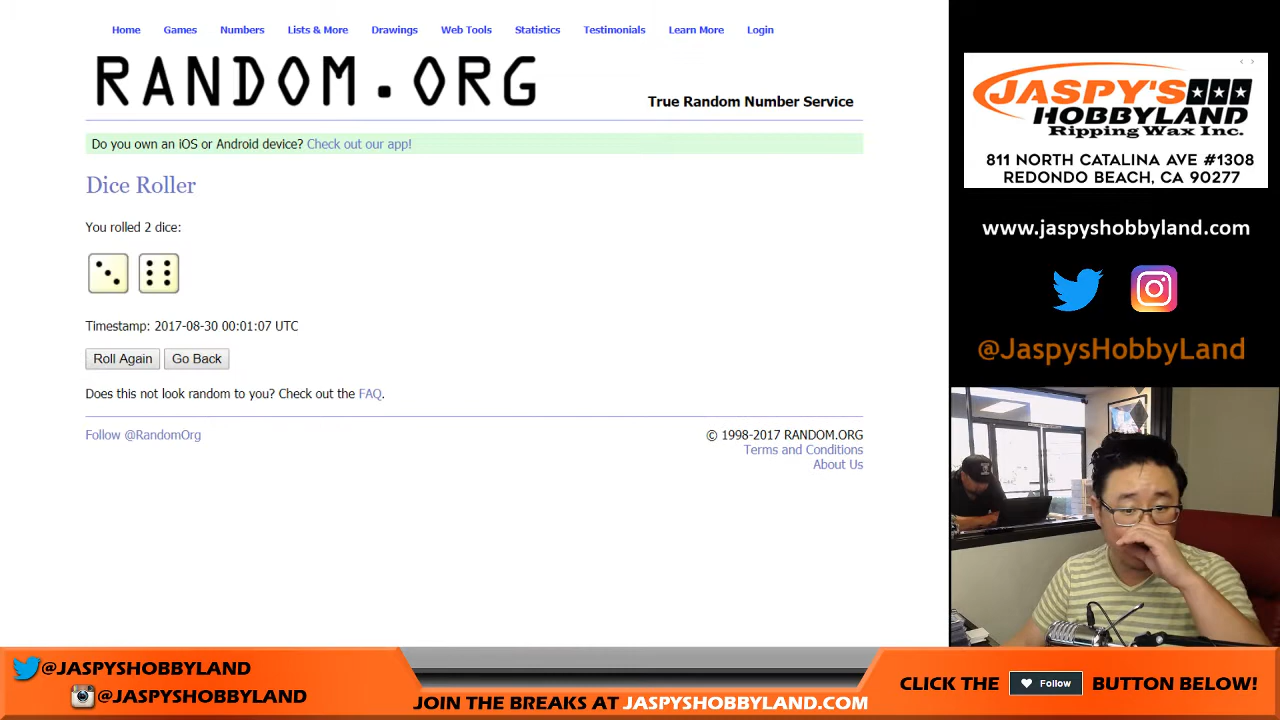 Home Games Numbers Lists & More Drawings Web Tools Statistics Testimonials Learn More Login
RANDOM.ORG
True Random Number Service
Do you own an iOS or Android device? Check out our app!
Dice Roller
You rolled 2 dice:
Timestamp: 2017-08-30 00:01:07 UTC
Roll Again Go Back
Does this not look random to you? Check out the FAQ.
Follow @RandomOrg
© 1998-2017 RANDOM.ORG
Terms and Conditions
About Us
JASPY'S
HOBBYLAND
Ripping Wax Inc.
811 NORTH CATALINA AVE #1308
REDONDO BEACH, CA 90277
www.jaspyshobbyland.com
@JaspysHobbyLand
@JASPYSHOBBYLAND
@JASPYSHOBBYLAND
JOIN THE BREAKS AT JASPYSHOBBYLAND.COM
CLICK THE Follow BUTTON BELOW!